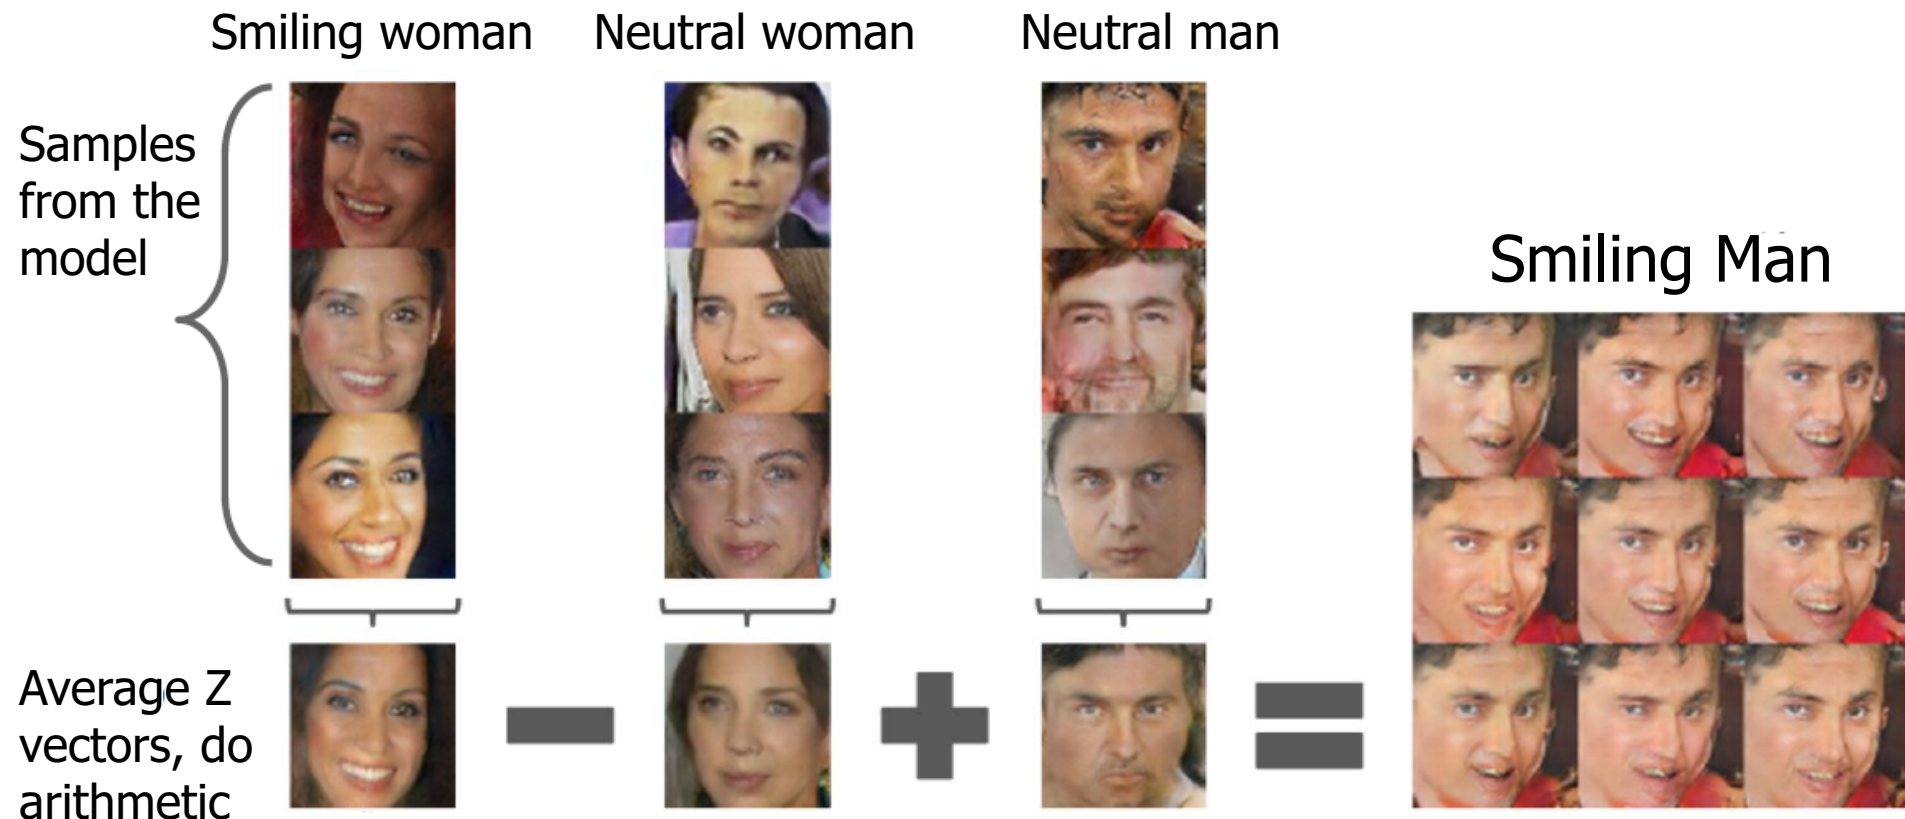 Smiling woman
Neutral woman
Neutral man
Samples
from the
model
Smiling Man
Average Z
vectors, do
arithmetic